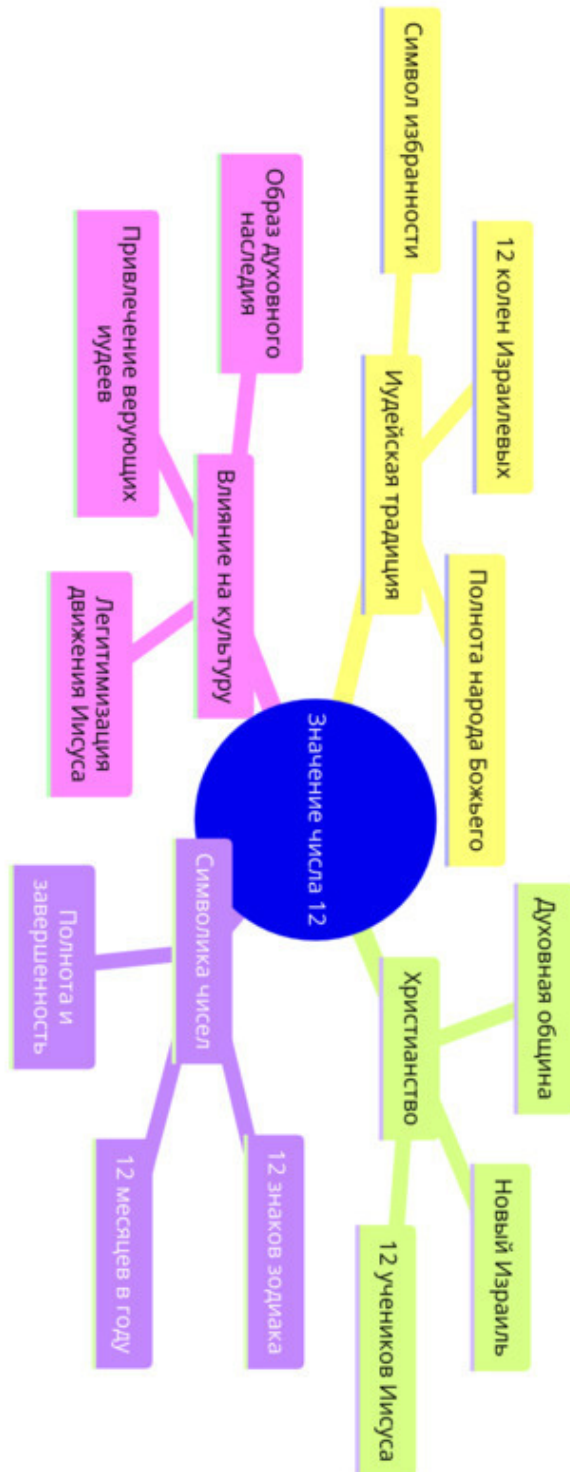 Значение числа 12
Иудейская традиция
Символ избранности
12 колен Израилевых
Полнота народа Божьего
Христианство
Духовная община
Новый Израиль
12 учеников Иисуса
Символика чисел
12 знаков зодиака
12 месяцев в году
Полнота и
завершенность
Влияние на культуру
Образ духовного
наследия
Привлечение верующих
иудеев
Легитимизация
движения Иисуса